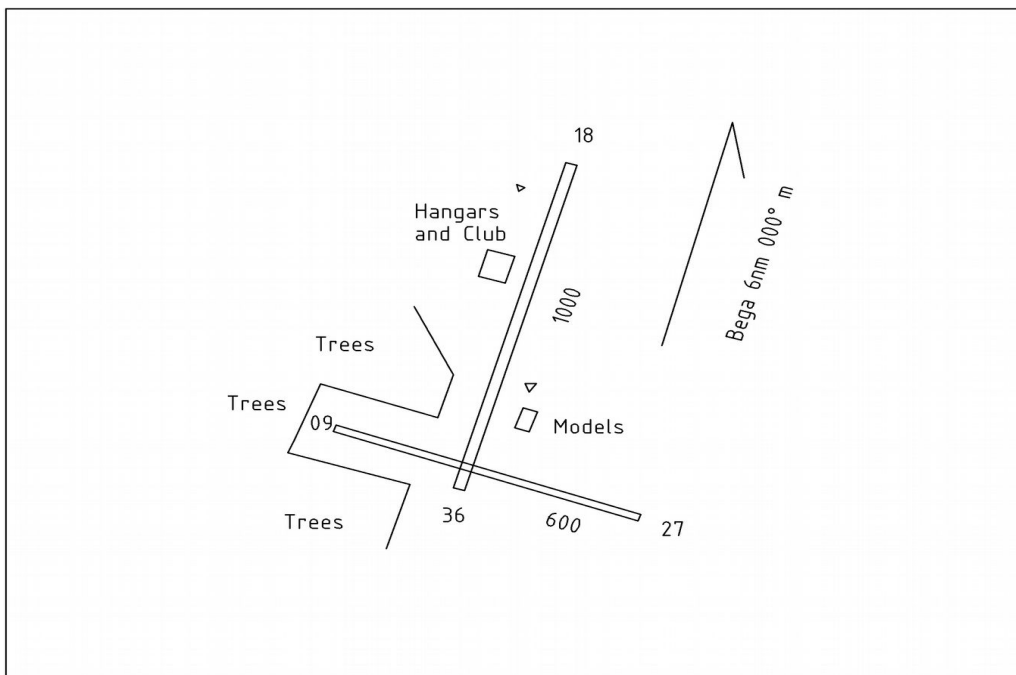 18
Hangars
and Club
1000
Bega 6nm 000° m
Trees
Trees
09
Models
Trees
36
600
27